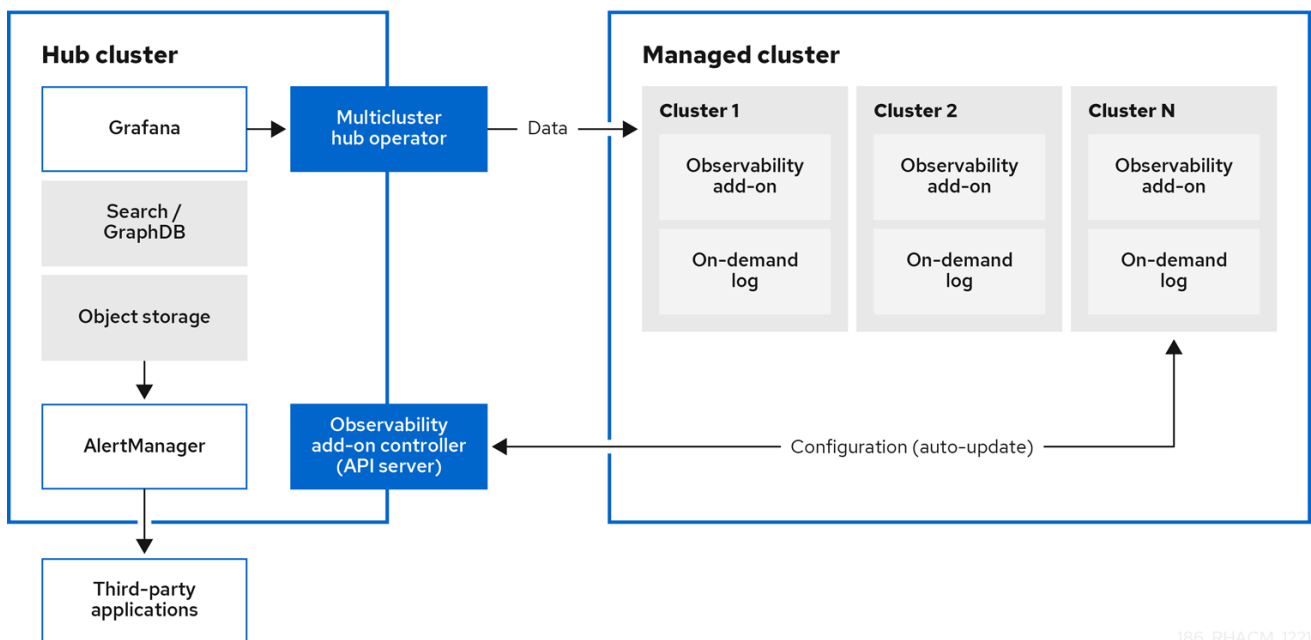 Hub cluster
Grafana
Multicluster
hub operator
Data
Search /
GraphDB
Object storage
AlertManager
Observability
add-on controller
(API server)
Third-party
applications
Managed cluster
Cluster 1
Observability
add-on
On-demand
log
Cluster 2
Observability
add-on
On-demand
log
Cluster N
Observability
add-on
On-demand
log
Configuration (auto-update)
186_RHACM_1221